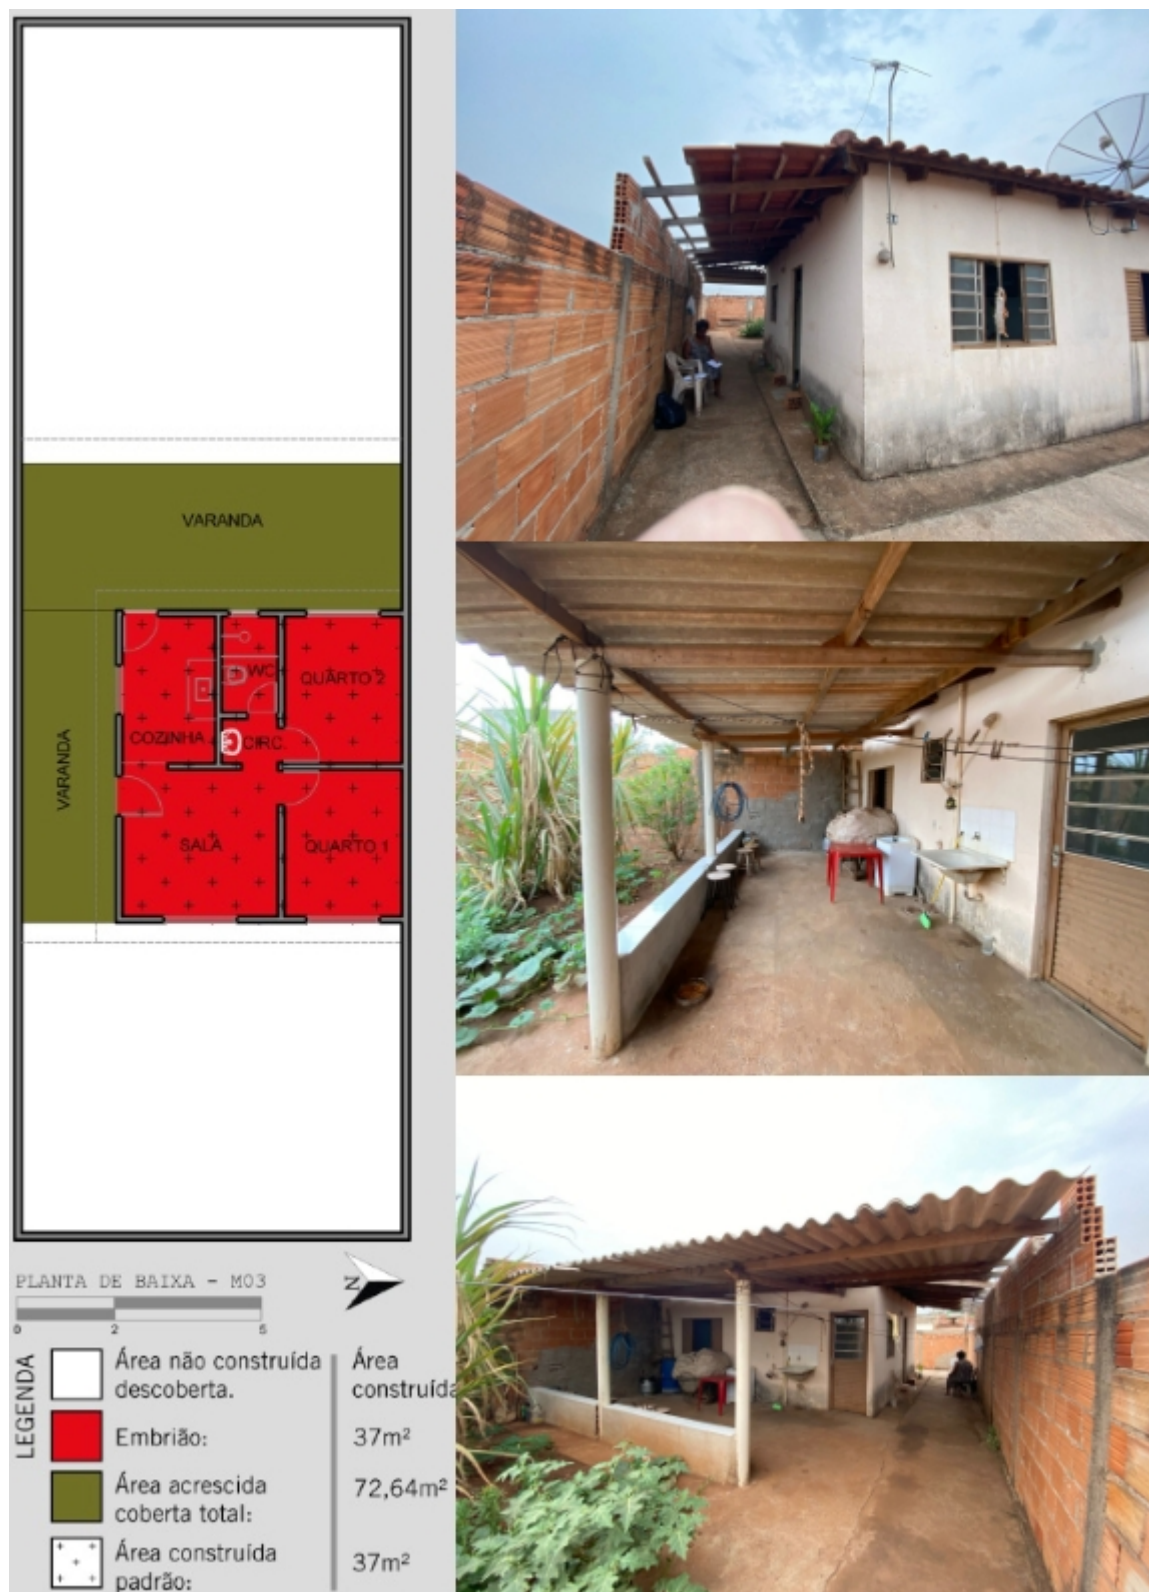 VARANDA
WC
QUARTO 2
COZINHA
CIRC.
VARANDA
SALA
QUARTO 1
PLANTA DE BAIXA - M03
N
0 2 5
LEGENDA
Área não construída
descoberta.
Área
construída
Embrião:
37m²
Área acrescida
coberta total:
72,64m²
Área construída
padrão:
37m²